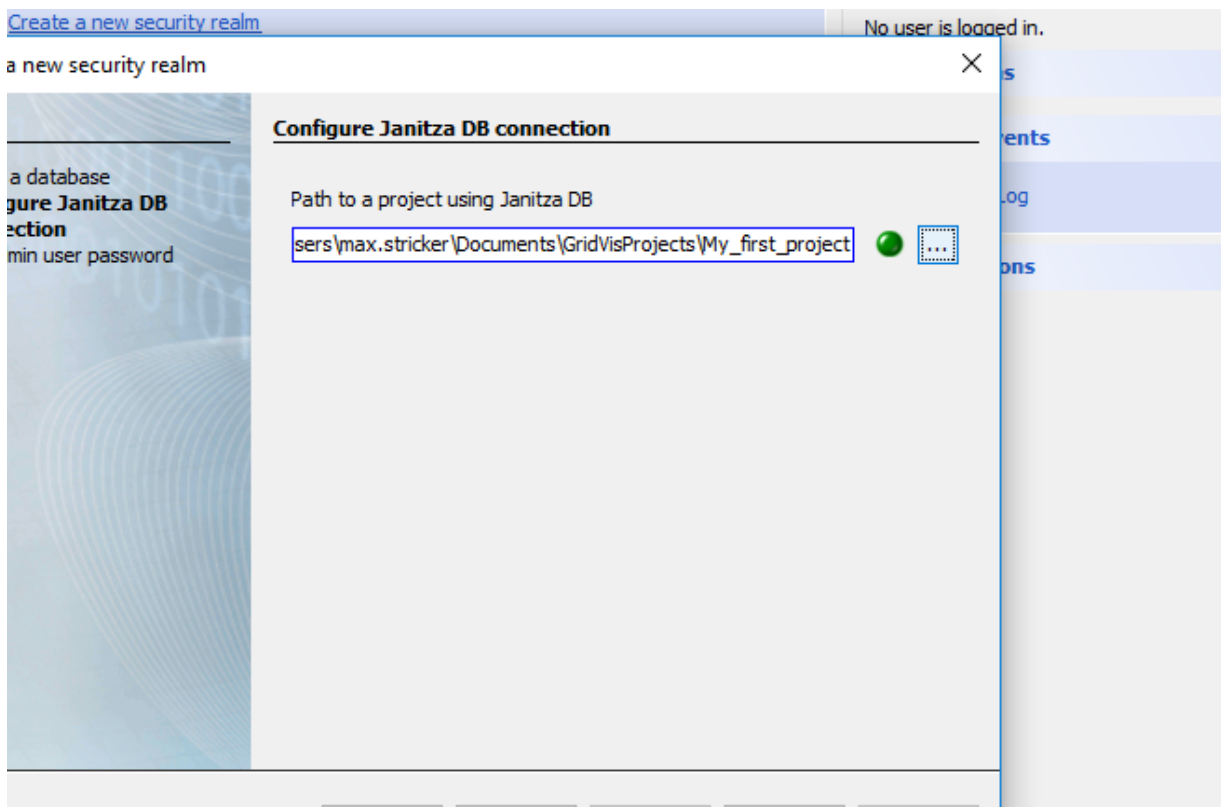 Create a new security realm
No user is logged in.
a new security realm
s
Configure Janitza DB connection
ents
a database
gure Janitza DB
ection
min user password
Path to a project using Janitza DB
sers\max.stricker\Documents\GridVisProjects\My_first_project
...
Log
ons